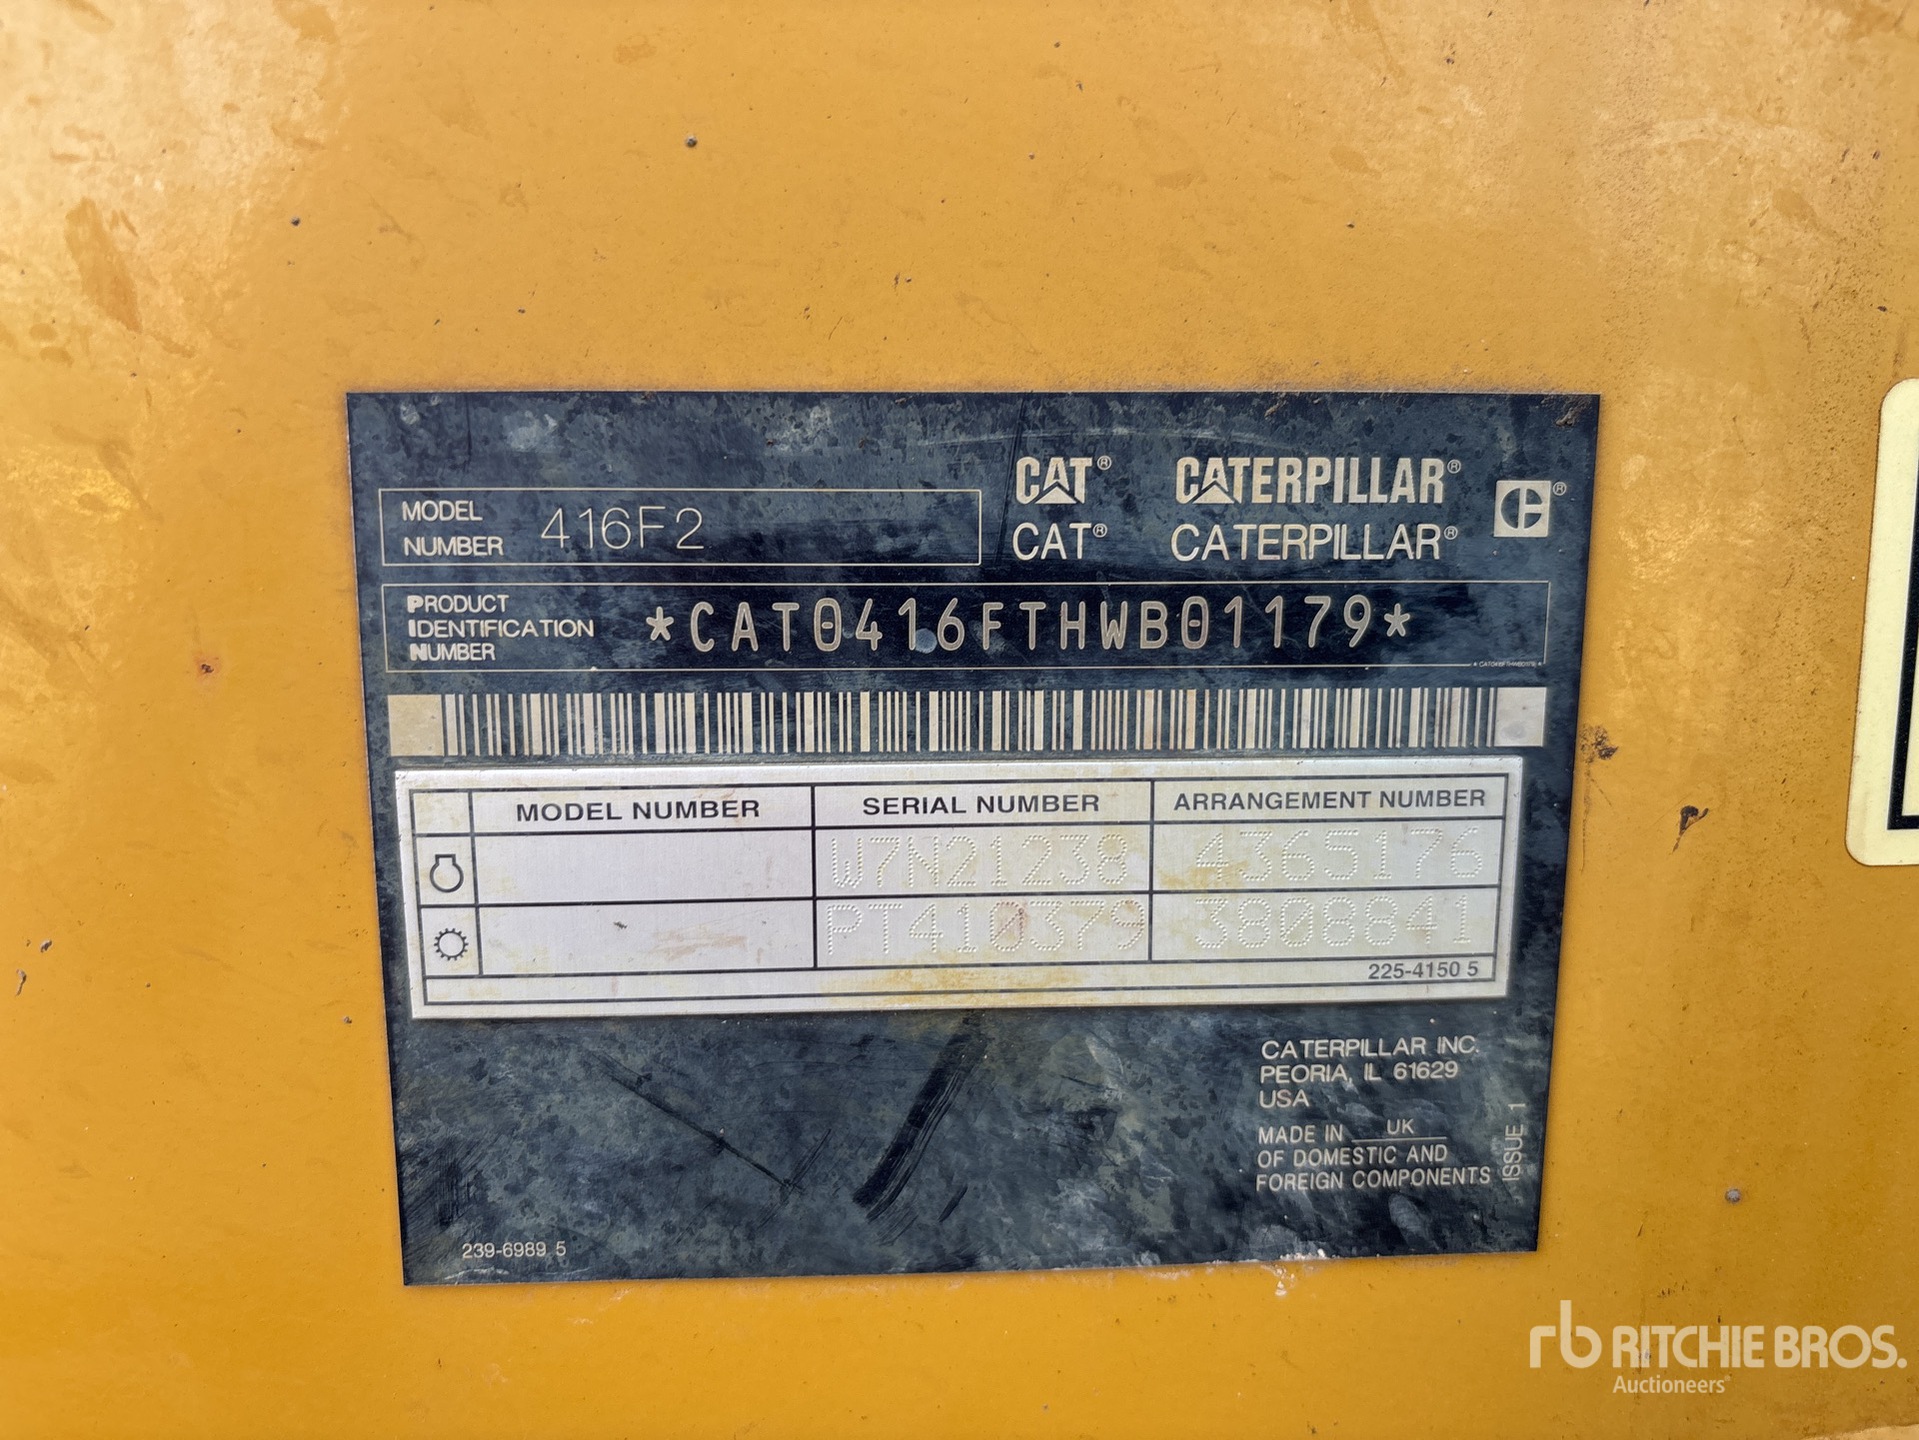 MODEL NUMBER 416F2
CAT® CATERPILLAR®
CAT® CATERPILLAR®
PRODUCT IDENTIFICATION NUMBER *CAT0416FTHWB01179*
*CAT0416FTHWB01179*
MODEL NUMBER SERIAL NUMBER ARRANGEMENT NUMBER
W7N21238 4365176
PT410379 3808841
225-4150 5
CATERPILLAR INC.
PEORIA, IL 61629
USA
MADE IN UK
OF DOMESTIC AND
FOREIGN COMPONENTS
ISSUE 1
239-6989 5
rb RITCHIE BROS.
Auctioneers